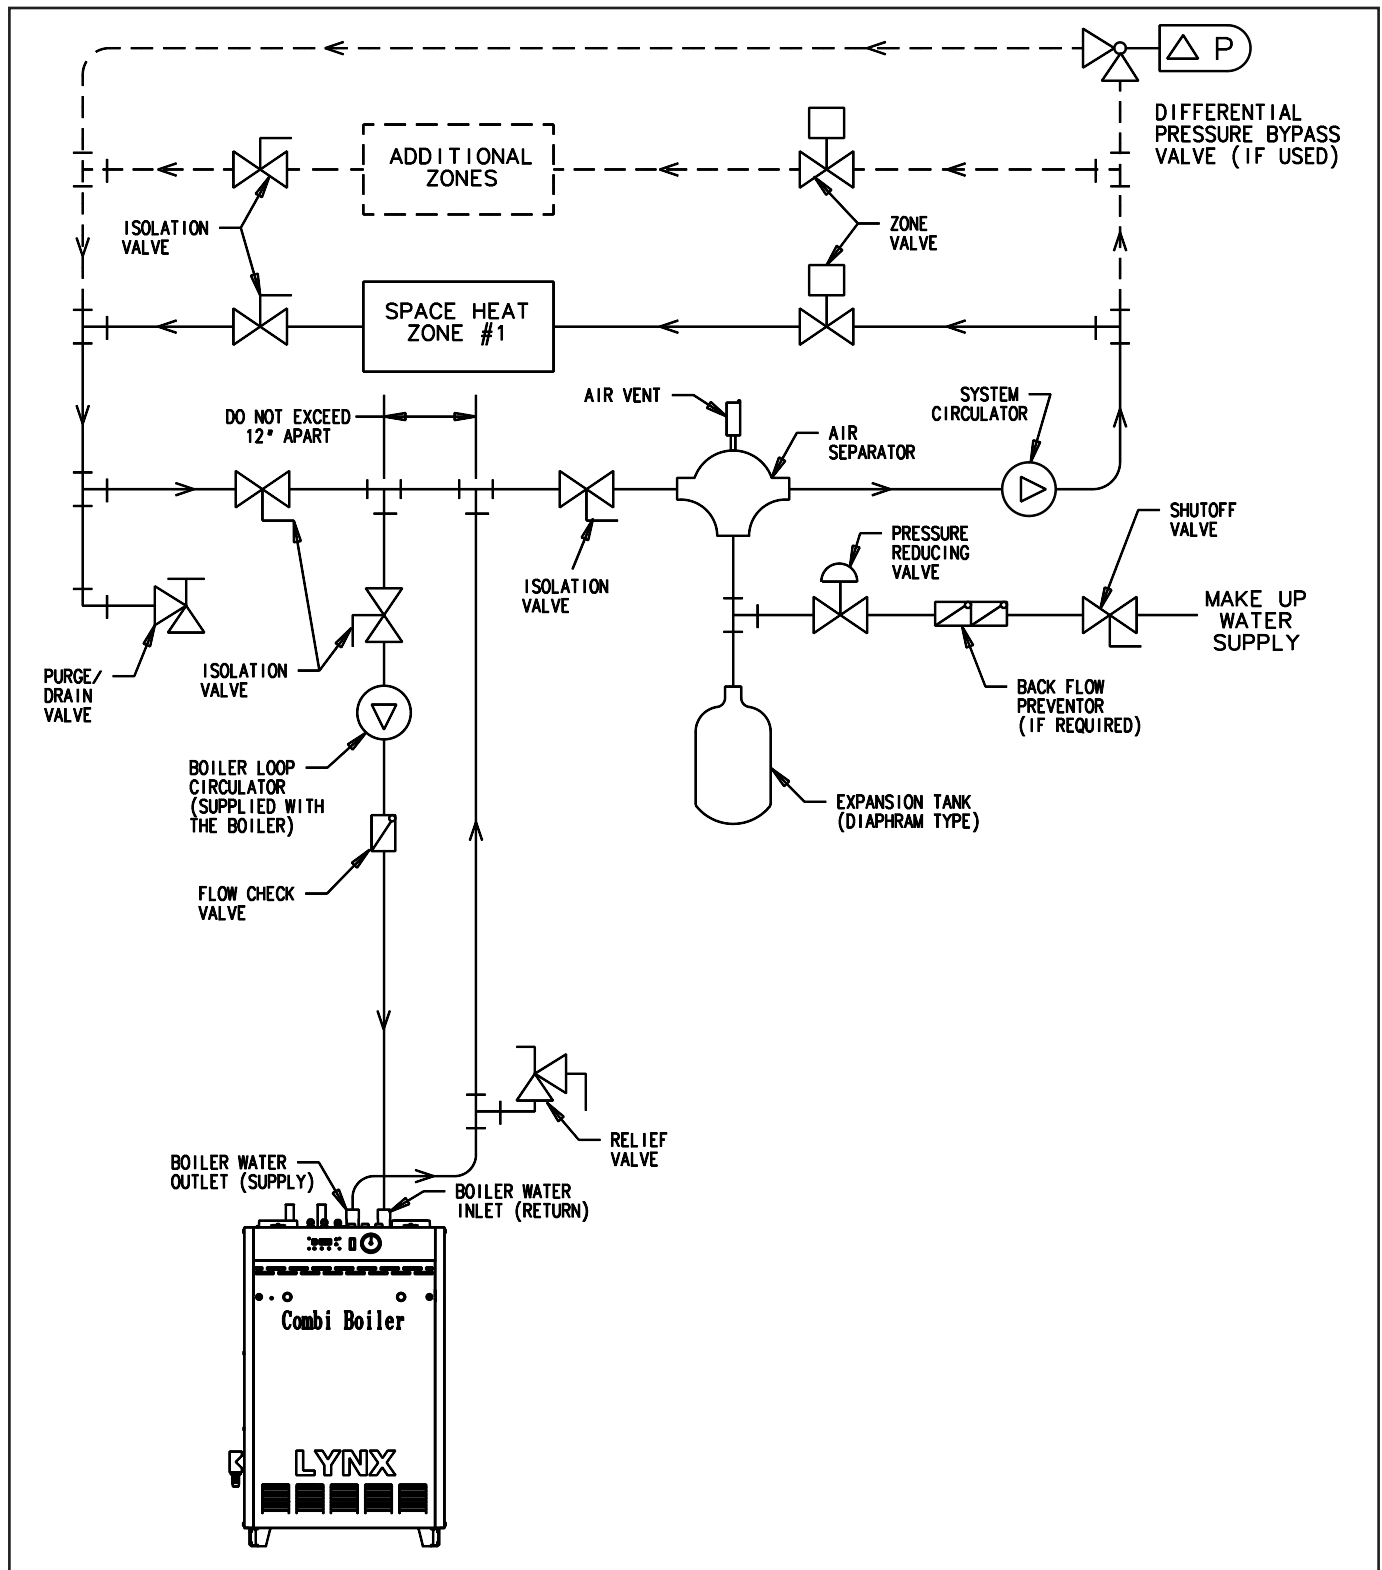 △ P
DIFFERENTIAL
PRESSURE BYPASS
VALVE (IF USED)
ADDITIONAL
ZONES
ISOLATION
VALVE
ZONE
VALVE
SPACE HEAT
ZONE #1
DO NOT EXCEED
12" APART
AIR VENT
AIR
SEPARATOR
SYSTEM
CIRCULATOR
SHUTOFF
VALVE
PRESSURE
REDUCING
VALVE
ISOLATION
VALVE
MAKE UP
WATER
SUPPLY
PURGE/
DRAIN
VALVE
ISOLATION
VALVE
BACK FLOW
PREVENTOR
(IF REQUIRED)
BOILER LOOP
CIRCULATOR
(SUPPLIED WITH
THE BOILER)
EXPANSION TANK
(DIAPHRAM TYPE)
FLOW CHECK
VALVE
RELIEF
VALVE
BOILER WATER
OUTLET (SUPPLY)
BOILER WATER
INLET (RETURN)
Combi Boiler
LYNX